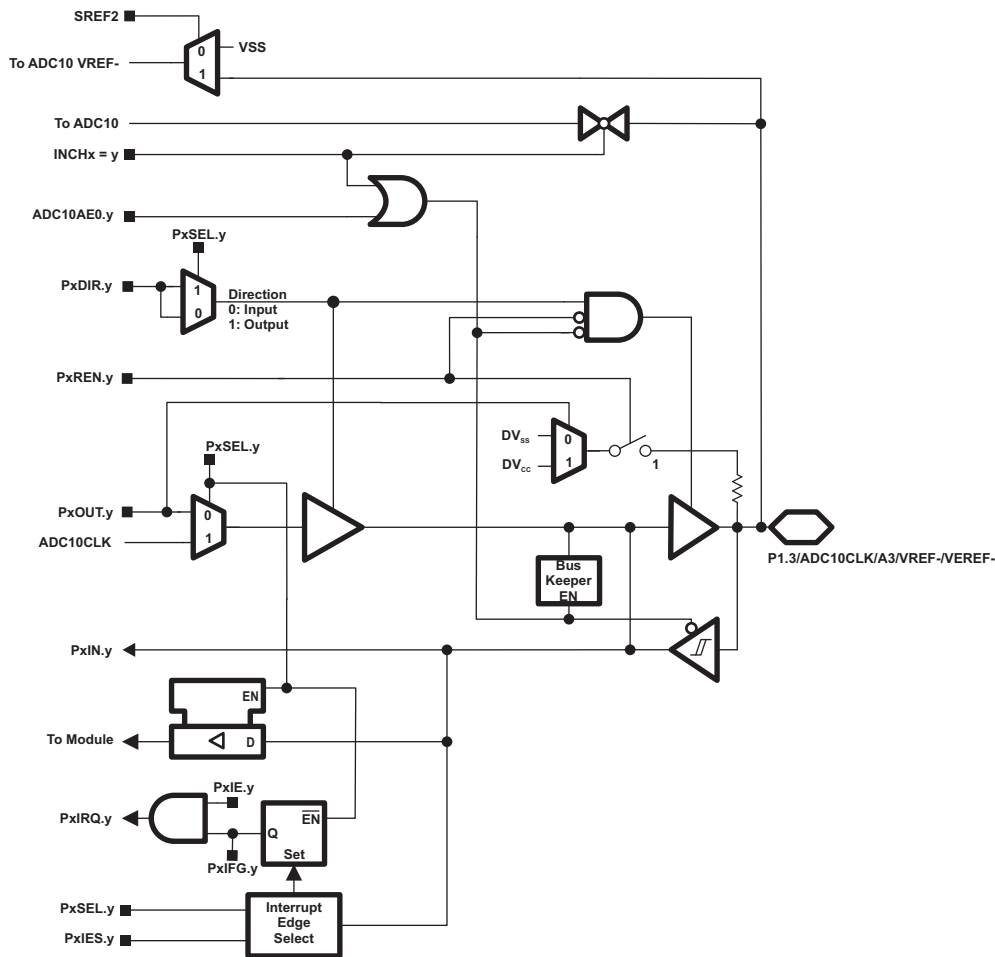 SREF2
0
VSS
To ADC10 VREF-
1
To ADC10
INCHx = y
ADC10AE0.y
PxSEL.y
PxDIR.y
1
0
Direction
0: Input
1: Output
PxREN.y
DVSS
0
DVCC
1
1
PxSEL.y
PxOUT.y
0
ADC10CLK
1
P1.3/ADC10CLK/A3/VREF-/VEREF-
Bus
Keeper
EN
PxIN.y
EN
To Module
D
PxIE.y
PxIRQ.y
EN
Q
Set
PxIFG.y
PxSEL.y
PxIES.y
Interrupt
Edge
Select